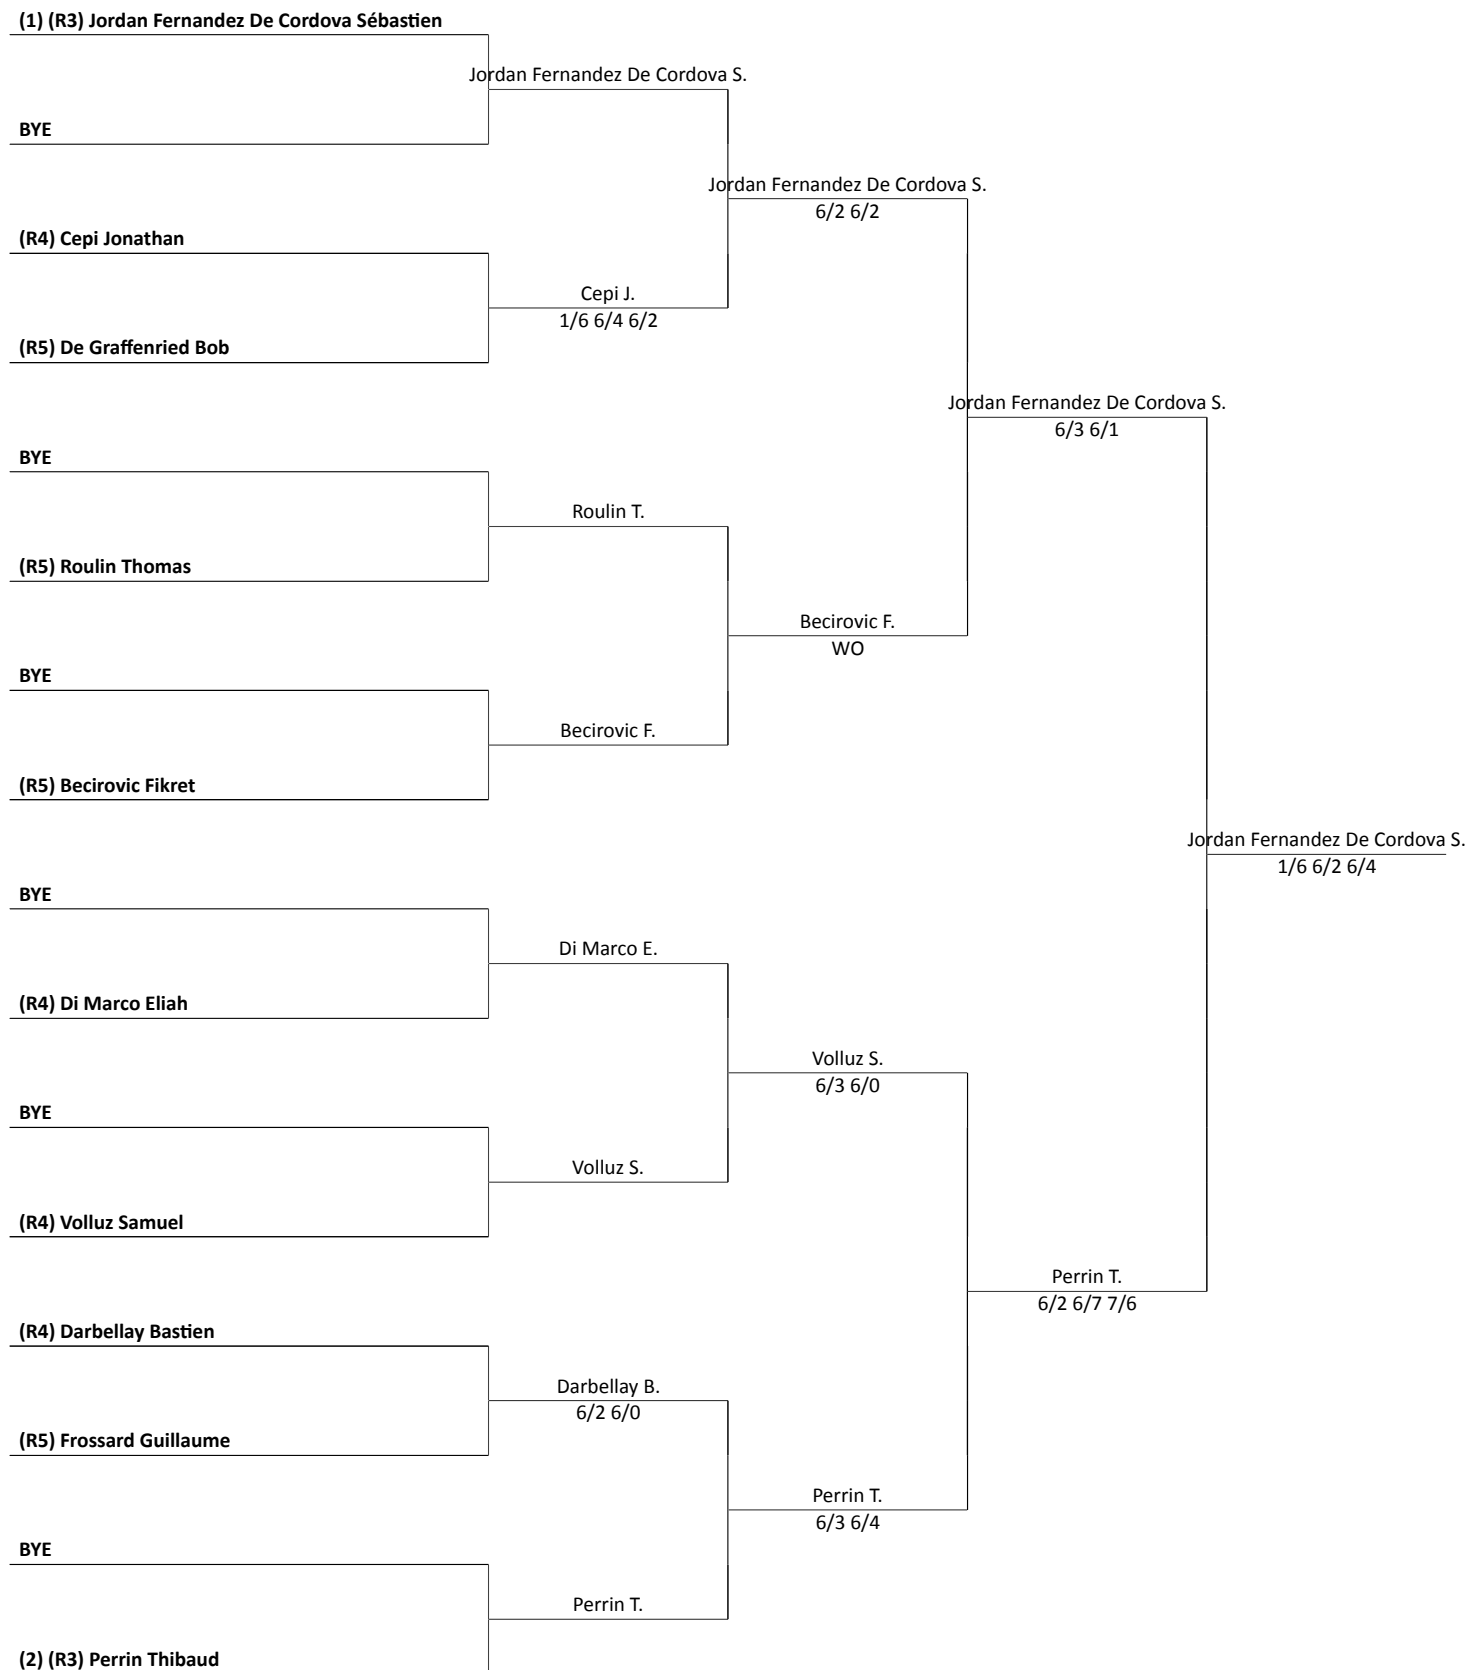 (1) (R3) Jordan Fernandez De Cordova Sébastien
Jordan Fernandez De Cordova S.
BYE
Jordan Fernandez De Cordova S.
6/2 6/2
(R4) Cepi Jonathan
Cepi J.
1/6 6/4 6/2
(R5) De Graffenried Bob
Jordan Fernandez De Cordova S.
6/3 6/1
BYE
Roulin T.
(R5) Roulin Thomas
Becirovic F.
WO
BYE
Becirovic F.
(R5) Becirovic Fikret
Jordan Fernandez De Cordova S.
1/6 6/2 6/4
BYE
Di Marco E.
(R4) Di Marco Eliah
Volluz S.
6/3 6/0
BYE
Volluz S.
(R4) Volluz Samuel
Perrin T.
6/2 6/7 7/6
(R4) Darbellay Bastien
Darbellay B.
6/2 6/0
(R5) Frossard Guillaume
Perrin T.
6/3 6/4
BYE
Perrin T.
(2) (R3) Perrin Thibaud